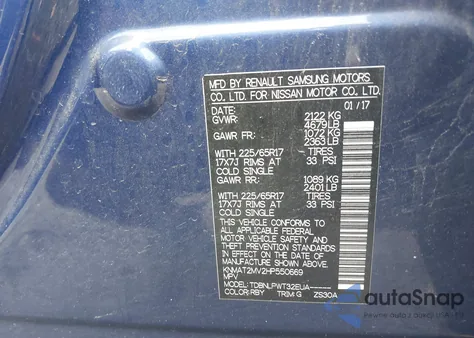 MFD BY RENAULT SAMSUNG MOTORS
CO. LTD. FOR NISSAN MOTOR CO. LTD.
DATE: 01/17
GVWR: 2122 KG
4679 LB
GAWR FR: 1072 KG
2363 LB
WITH 225/65R17 TIRES
17X7J RIMS AT 33 PSI
COLD SINGLE
GAWR RR: 1089 KG
2401 LB
WITH 225/65R17 TIRES
17X7J RIMS AT 33 PSI
COLD SINGLE
THIS VEHICLE CONFORMS TO
ALL APPLICABLE FEDERAL
MOTOR VEHICLE SAFETY AND
THEFT PREVENTION STANDARDS
IN EFFECT ON THE DATE OF
MANUFACTURE SHOWN ABOVE.
KNMAT2MV2HP550669
MPV
MODEL: TDBNLPWT32EUA-----
COLOR: RBY TRIM: G ZS30A
autoSnap